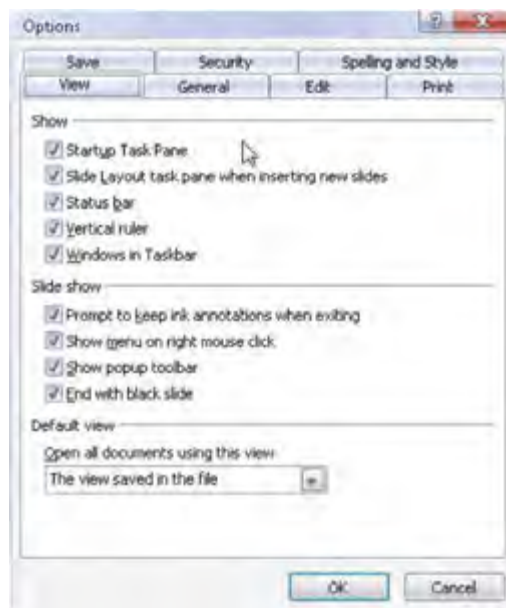 Options
Save Security Spelling and Style
View General Edit Print
Show
Startup Task Pane
Slide Layout task pane when inserting new slides
Status bar
Vertical ruler
Windows in Taskbar
Slide show
Prompt to keep ink annotations when exiting
Show menu on right mouse click
Show popup toolbar
End with black slide
Default view
Open all documents using this view
The view saved in the file
OK Cancel